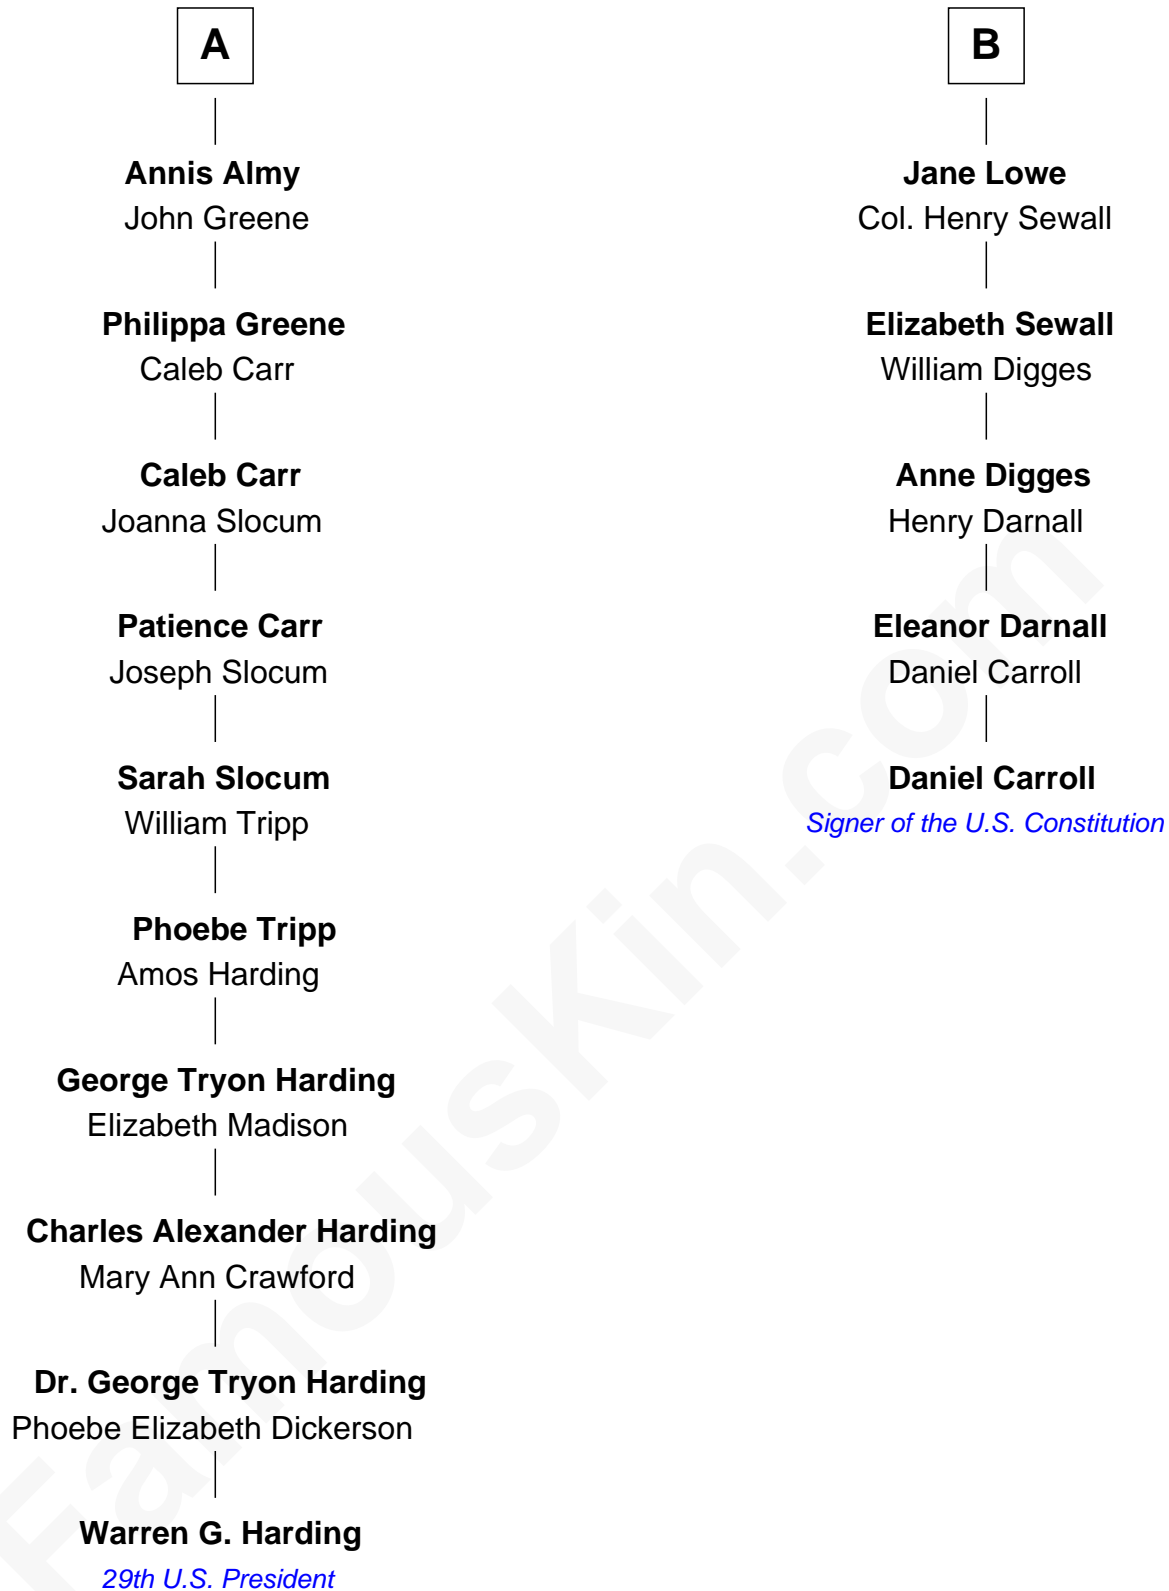 A
Annis Almy
John Greene
Philippa Greene
Caleb Carr
Caleb Carr
Joanna Slocum
Patience Carr
Joseph Slocum
Sarah Slocum
William Tripp
Phoebe Tripp
Amos Harding
George Tryon Harding
Elizabeth Madison
Charles Alexander Harding
Mary Ann Crawford
Dr. George Tryon Harding
Phoebe Elizabeth Dickerson
Warren G. Harding
29th U.S. President
B
Jane Lowe
Col. Henry Sewall
Elizabeth Sewall
William Digges
Anne Digges
Henry Darnall
Eleanor Darnall
Daniel Carroll
Daniel Carroll
Signer of the U.S. Constitution
FamousKin.com